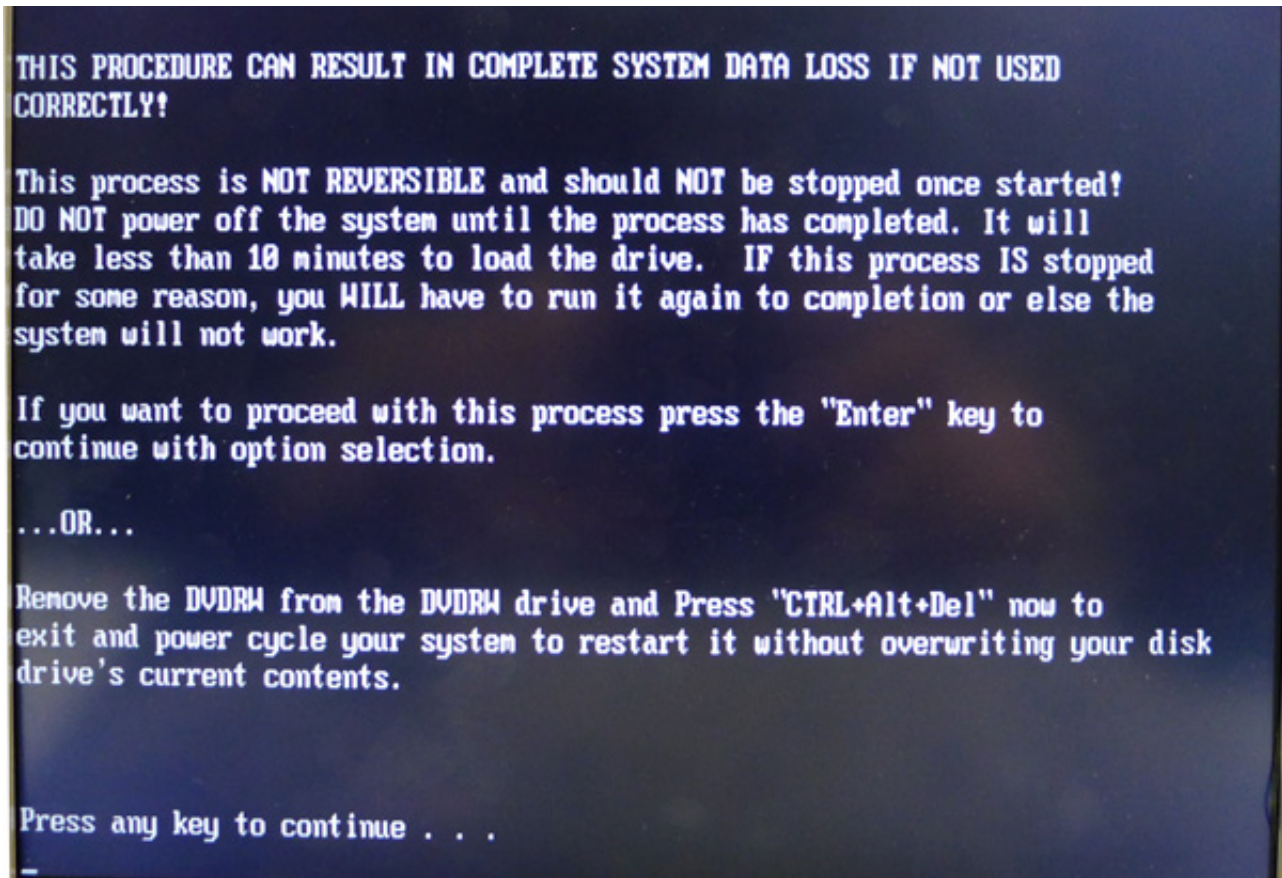 THIS PROCEDURE CAN RESULT IN COMPLETE SYSTEM DATA LOSS IF NOT USED
CORRECTLY!
This process is NOT REVERSIBLE and should NOT be stopped once started!
DO NOT power off the system until the process has completed. It will
take less than 10 minutes to load the drive.  IF this process IS stopped
for some reason, you WILL have to run it again to completion or else the
system will not work.
If you want to proceed with this process press the "Enter" key to
continue with option selection.
...OR...
Remove the DVDRW from the DVDRW drive and Press "CTRL+Alt+Del" now to
exit and power cycle your system to restart it without overwriting your disk
drive's current contents.
Press any key to continue . . .